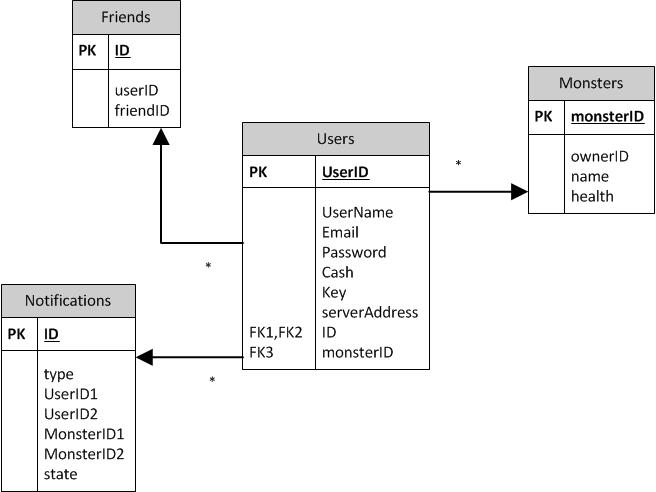 Friends
PK ID
userID
friendID
Monsters
PK monsterID
ownerID
name
health
*
Users
PK UserID
UserName
Email
Password
Cash
Key
serverAddress
FK1,FK2 ID
FK3 monsterID
*
*
Notifications
PK ID
type
UserID1
UserID2
MonsterID1
MonsterID2
state